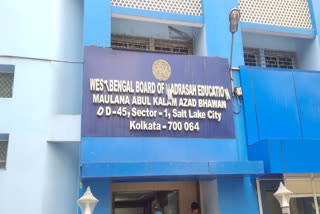 WEST BENGAL BOARD OF MADRASAH EDUCATION
MAULANA ABUL KALAM AZAD BHAWAN
DD-45, SECTOR-1, SALT LAKE CITY
KOLKATA-700 064